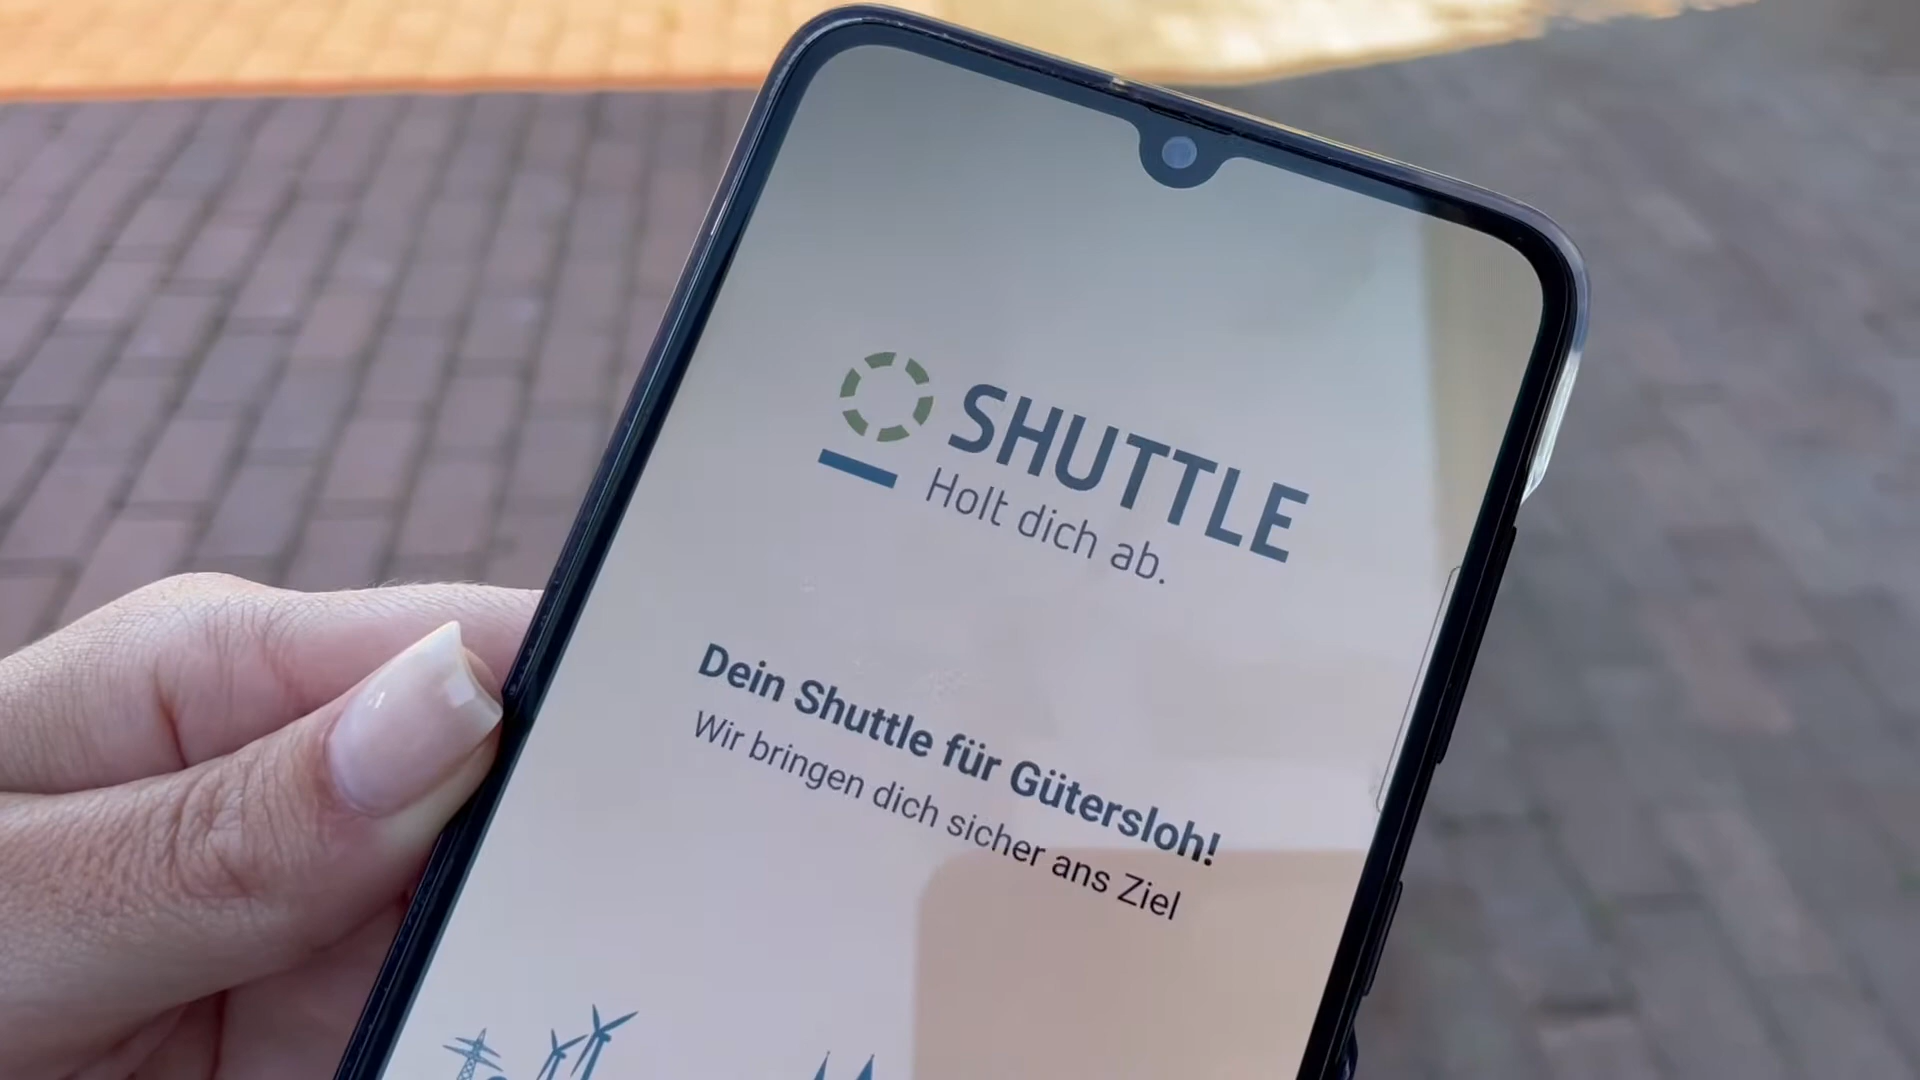 SHUTTLE
Holt dich ab.
Dein Shuttle für Gütersloh!
Wir bringen dich sicher ans Ziel